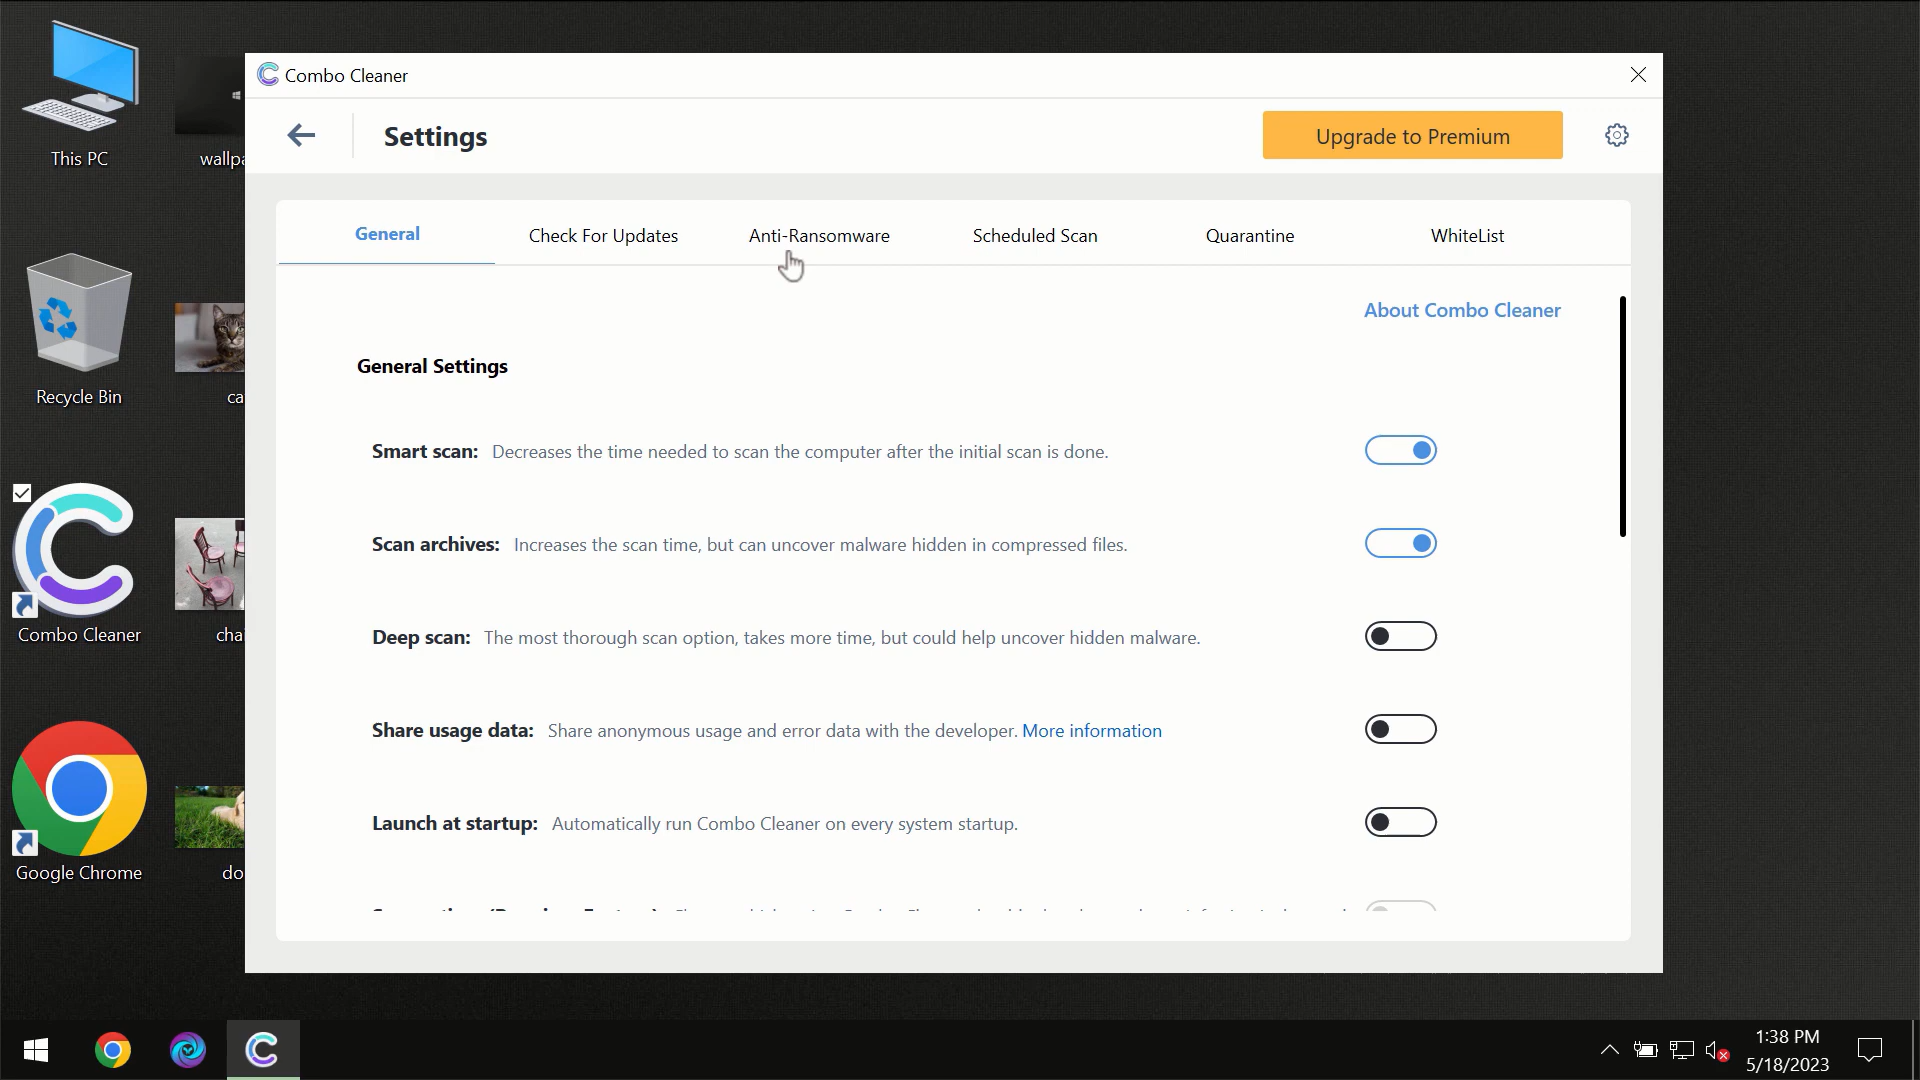 Combo Cleaner
Settings
Upgrade to Premium
General
Check For Updates
Anti-Ransomware
Scheduled Scan
Quarantine
WhiteList
About Combo Cleaner
General Settings
Smart scan: Decreases the time needed to scan the computer after the initial scan is done.
Scan archives: Increases the scan time, but can uncover malware hidden in compressed files.
Deep scan: The most thorough scan option, takes more time, but could help uncover hidden malware.
Share usage data: Share anonymous usage and error data with the developer. More information
Launch at startup: Automatically run Combo Cleaner on every system startup.
This PC
wallpa
Recycle Bin
ca
Combo Cleaner
chai
Google Chrome
do
1:38 PM
5/18/2023